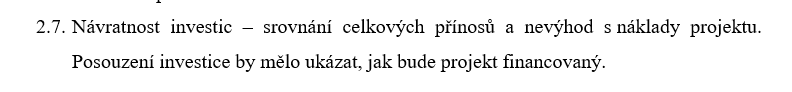 2.7. Návratnost investic – srovnání celkových přínosů a nevýhod s náklady projektu.
Posouzení investice by mělo ukázat, jak bude projekt financovaný.